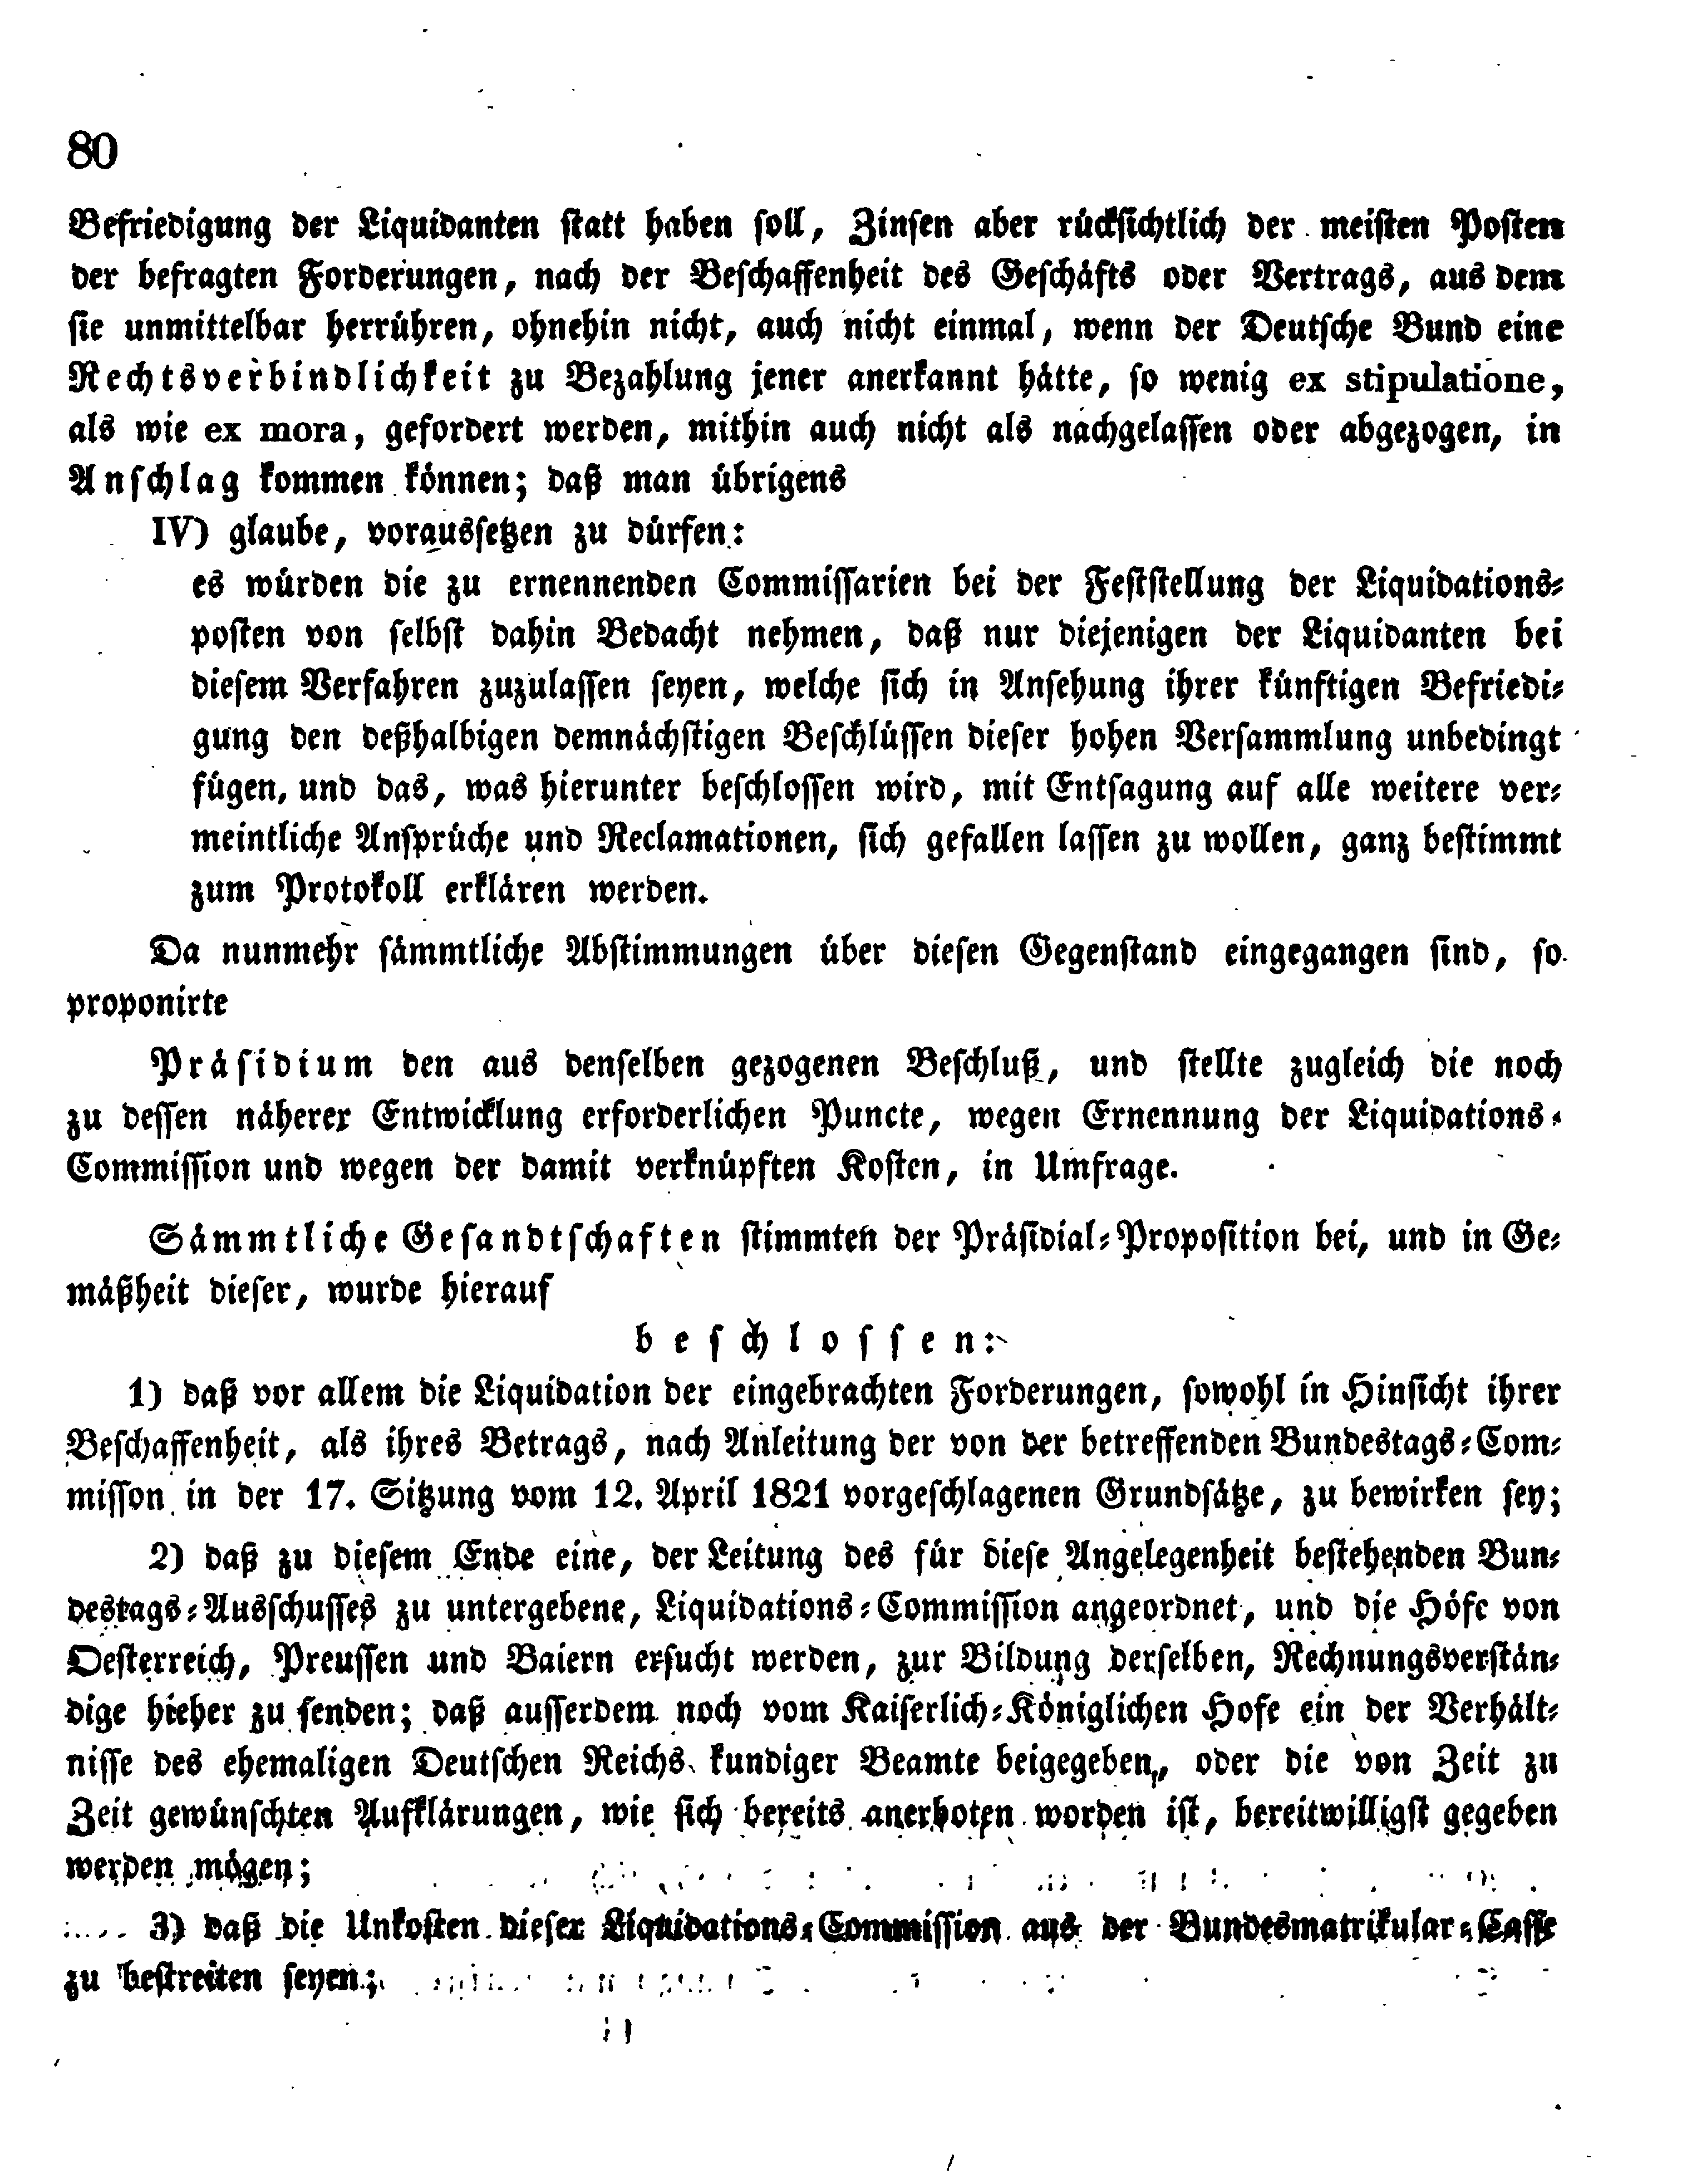 80
Befriedigung der Liquidanten statt haben soll, Zinsen aber rücksichtlich der meisten Posten
der befragten Forderungen, nach der Beschaffenheit des Geschäfts oder Vertrags, aus dem
sie unmittelbar herrühren, ohnehin nicht, auch nicht einmal, wenn der Deutsche Bund eine
Rechtsverbindlichkeit zu Bezahlung jener anerkannt hätte, so wenig ex stipulatione,
als wie ex mora, gefordert werden, mithin auch nicht als nachgelassen oder abgezogen, in
Anschlag kommen können; daß man übrigens
IV) glaube, voraussetzen zu dürfen:
es würden die zu ernennenden Commissarien bei der Feststellung der Liquidations-
posten von selbst dahin Bedacht nehmen, daß nur diejenigen der Liquidanten bei
diesem Verfahren zuzulassen seyen, welche sich in Ansehung ihrer künftigen Befriedi-
gung den deßhalbigen demnächstigen Beschlüssen dieser hohen Versammlung unbedingt
fügen, und das, was hierunter beschlossen wird, mit Entsagung auf alle weitere ver-
meintliche Ansprüche und Reclamationen, sich gefallen lassen zu wollen, ganz bestimmt
zum Protokoll erklären werden.
Da nunmehr sämmtliche Abstimmungen über diesen Gegenstand eingegangen sind, so
proponirte
Präsidium den aus denselben gezogenen Beschluß, und stellte zugleich die noch
zu dessen näherer Entwicklung erforderlichen Puncte, wegen Ernennung der Liquidations-
Commission und wegen der damit verknüpften Kosten, in Umfrage.
Sämmtliche Gesandtschaften stimmten der Präsidial-Proposition bei, und in Ge-
mäßheit dieser, wurde hierauf
beschlossen:
1) daß vor allem die Liquidation der eingebrachten Forderungen, sowohl in Hinsicht ihrer
Beschaffenheit, als ihres Betrags, nach Anleitung der von der betreffenden Bundestags-Com-
misson in der 17. Sitzung vom 12. April 1821 vorgeschlagenen Grundsätze, zu bewirken sey;
2) daß zu diesem Ende eine, der Leitung des für diese Angelegenheit bestehenden Bun-
destags-Ausschusses zu untergebene, Liquidations-Commission angeordnet, und die Höfe von
Oesterreich, Preussen und Baiern ersucht werden, zur Bildung derselben, Rechnungsverstän-
dige hieher zu senden; daß ausserdem noch vom Kaiserlich-Königlichen Hofe ein der Verhält-
nisse des ehemaligen Deutschen Reichs kundiger Beamte beigegeben, oder die von Zeit zu
Zeit gewünschten Aufklärungen, wie sich bereits anerboten worden ist, bereitwilligst gegeben
werden mögen;
3) daß die Unkosten dieser Liquidations-Commission aus der Bundesmatrikular-Casse
zu bestreiten seyen;